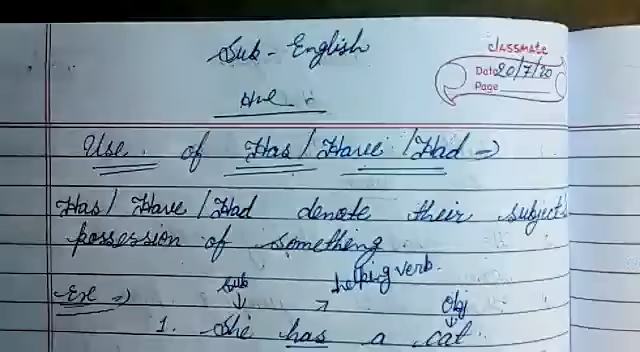 Sub - English
classmate
Date 20/7/20
Page
Use of Has / Have / Had ⇒
Has / Have / Had denote their subject's
possession of something.
helping verb.
Ex ⇒ sub ↓ ↗ obj ↓
1. She has a cat.